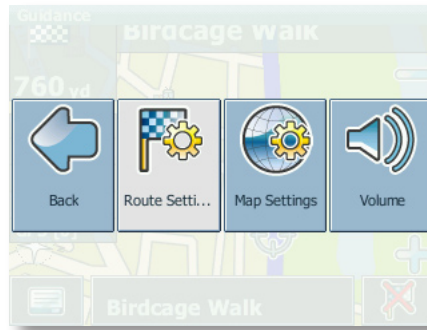 Guidance
Birdcage Walk
760 yd
Back
Route Setti...
Map Settings
Volume
Birdcage Walk